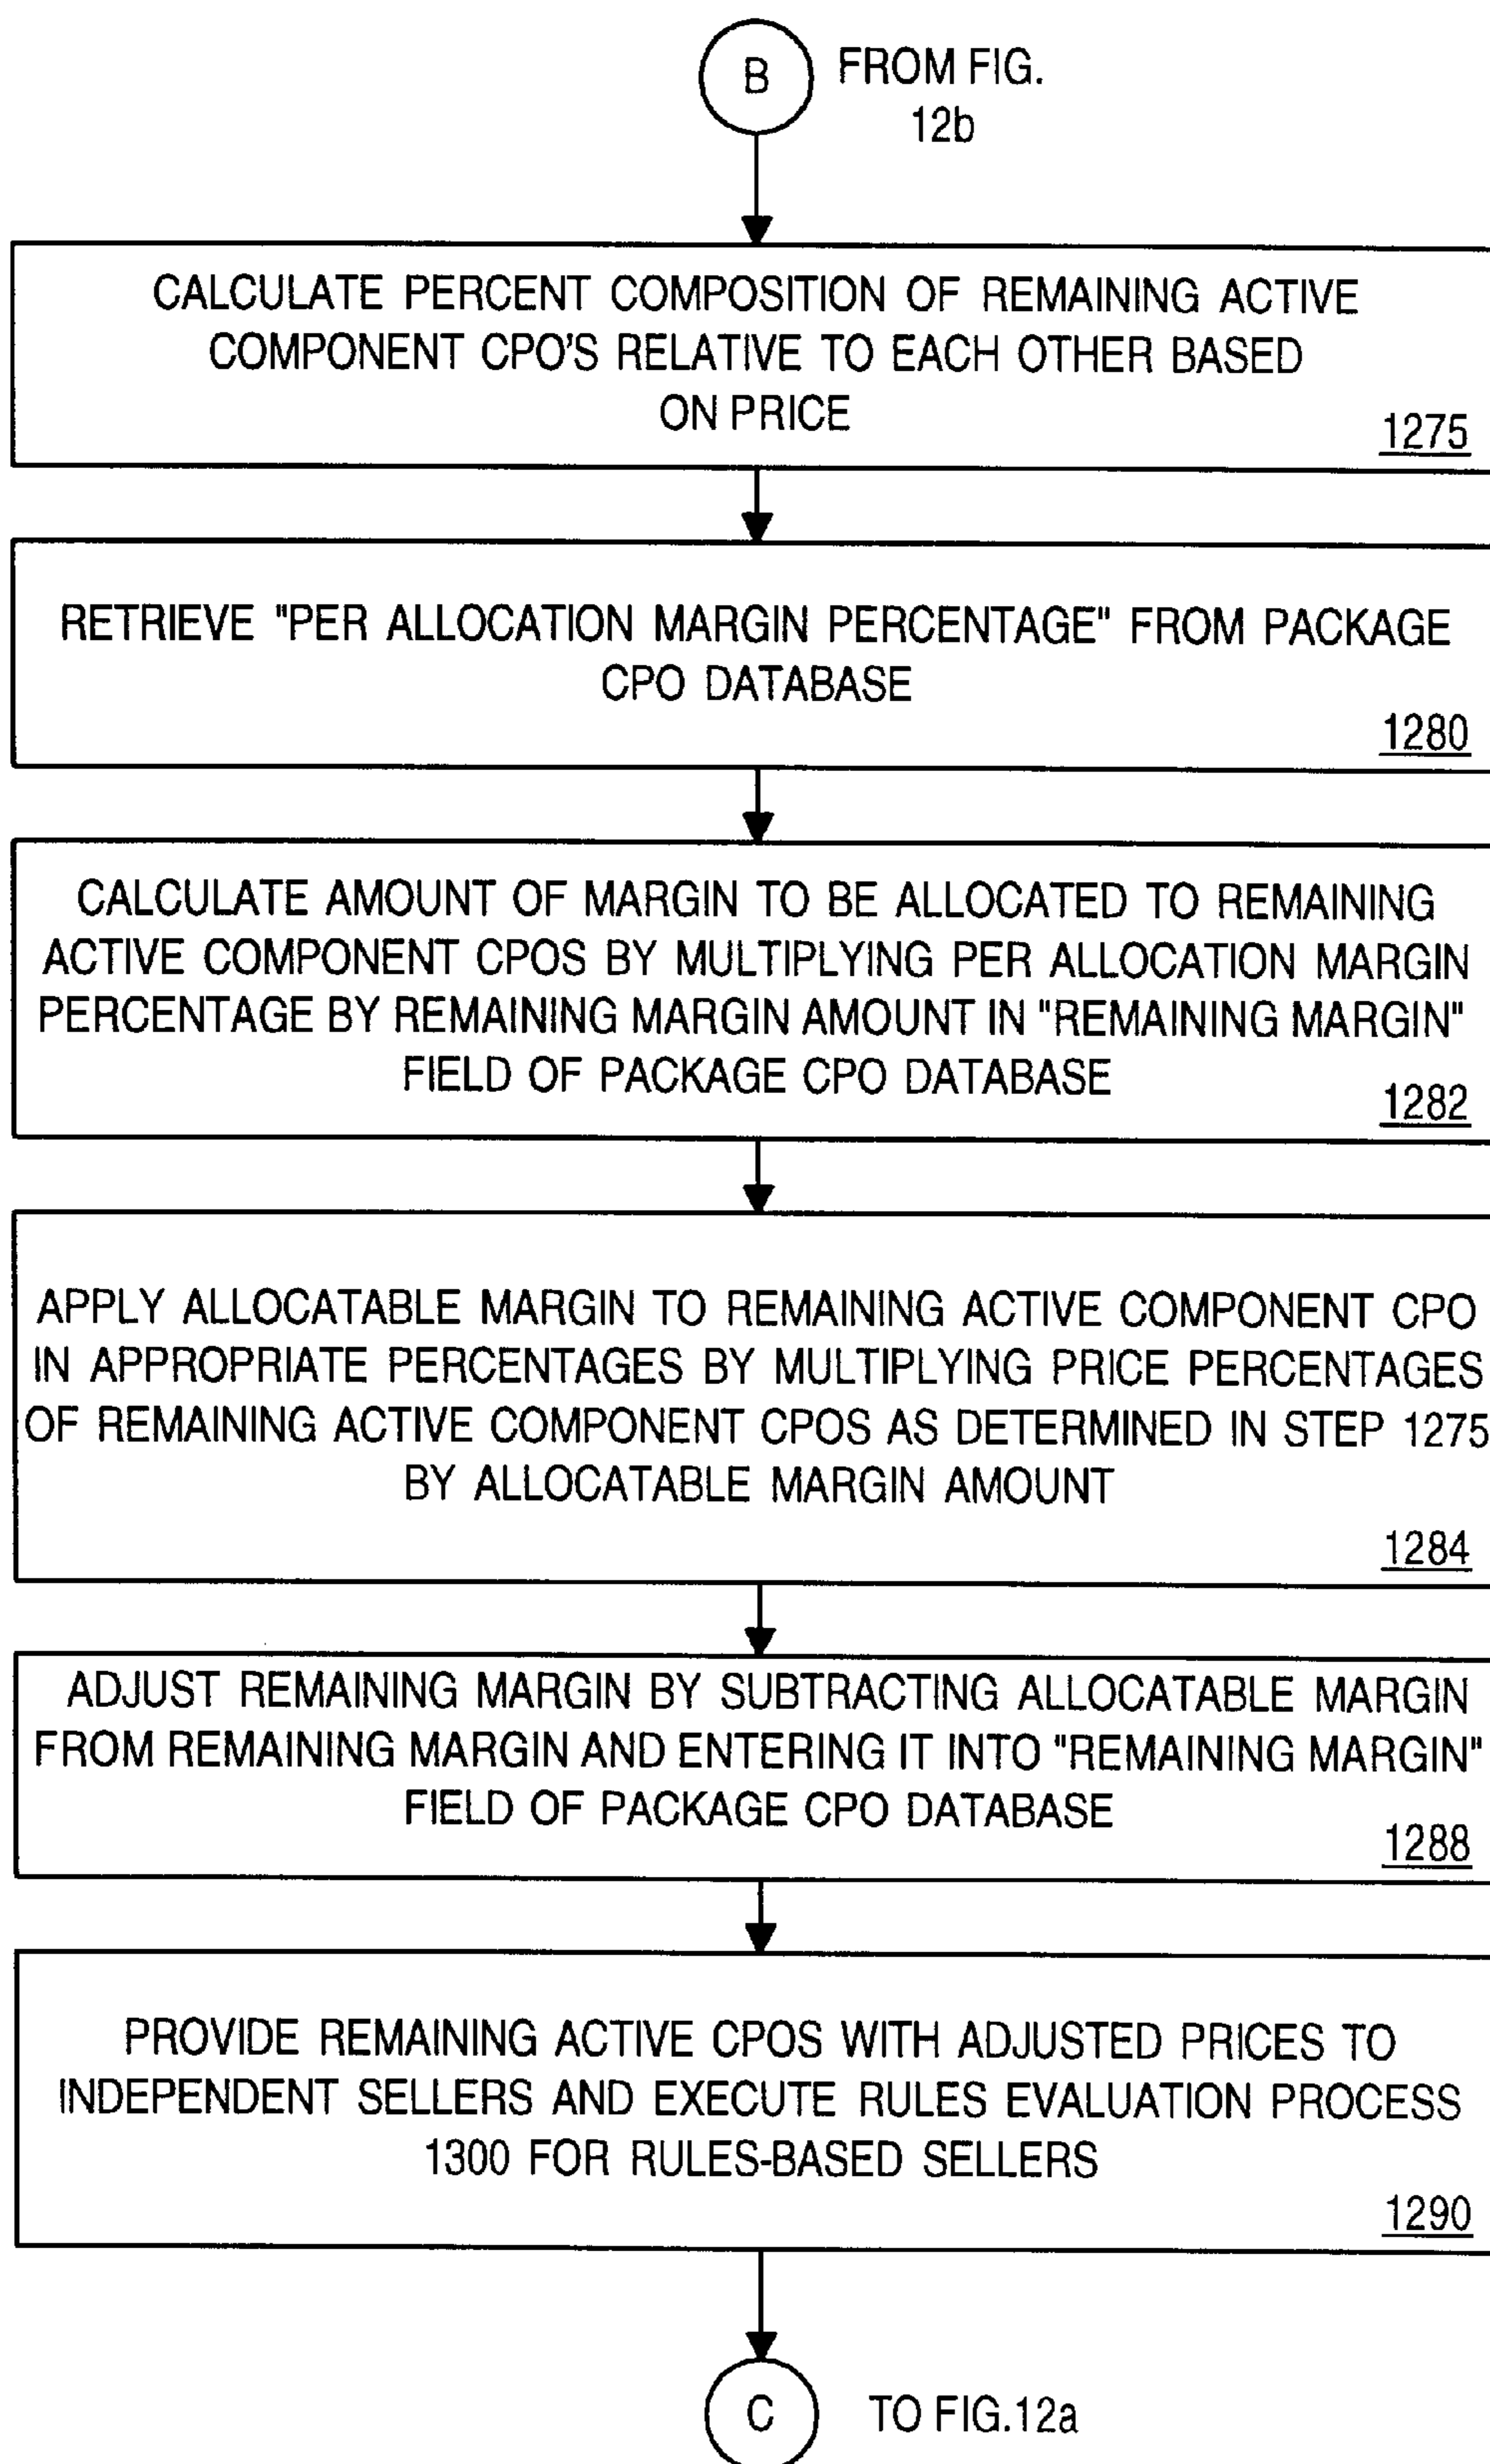 B
FROM FIG.
12b
CALCULATE PERCENT COMPOSITION OF REMAINING ACTIVE
COMPONENT CPO'S RELATIVE TO EACH OTHER BASED
ON PRICE
1275
RETRIEVE "PER ALLOCATION MARGIN PERCENTAGE" FROM PACKAGE
CPO DATABASE
1280
CALCULATE AMOUNT OF MARGIN TO BE ALLOCATED TO REMAINING
ACTIVE COMPONENT CPOS BY MULTIPLYING PER ALLOCATION MARGIN
PERCENTAGE BY REMAINING MARGIN AMOUNT IN "REMAINING MARGIN"
FIELD OF PACKAGE CPO DATABASE
1282
APPLY ALLOCATABLE MARGIN TO REMAINING ACTIVE COMPONENT CPO
IN APPROPRIATE PERCENTAGES BY MULTIPLYING PRICE PERCENTAGES
OF REMAINING ACTIVE COMPONENT CPOS AS DETERMINED IN STEP 1275
BY ALLOCATABLE MARGIN AMOUNT
1284
ADJUST REMAINING MARGIN BY SUBTRACTING ALLOCATABLE MARGIN
FROM REMAINING MARGIN AND ENTERING IT INTO "REMAINING MARGIN"
FIELD OF PACKAGE CPO DATABASE
1288
PROVIDE REMAINING ACTIVE CPOS WITH ADJUSTED PRICES TO
INDEPENDENT SELLERS AND EXECUTE RULES EVALUATION PROCESS
1300 FOR RULES-BASED SELLERS
1290
C
TO FIG.12a